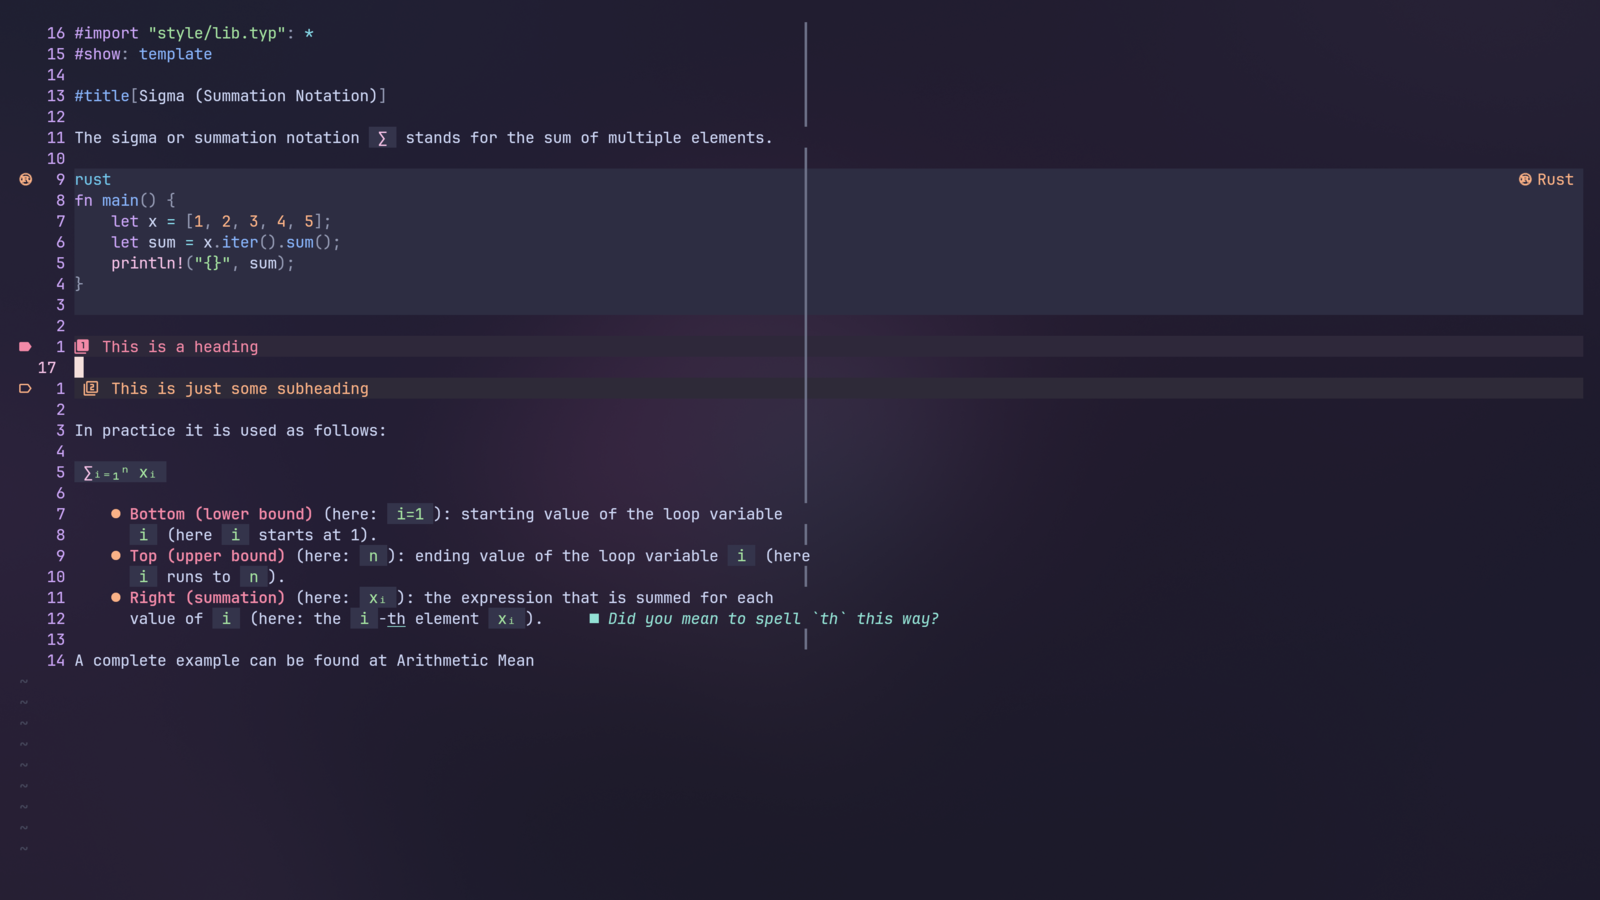 16 #import "style/lib.typ": *
15 #show: template
14
13 #title[Sigma (Summation Notation)]
12
11 The sigma or summation notation ∑ stands for the sum of multiple elements.
10
9 rust Rust
8 fn main() {
7     let x = [1, 2, 3, 4, 5];
6     let sum = x.iter().sum();
5     println!("{}", sum);
4 }
3
2
1 1 This is a heading
17
1 2 This is just some subheading
2
3 In practice it is used as follows:
4
5 ∑ᵢ₌₁ⁿ xᵢ
6
7 ● Bottom (lower bound) (here: i=1 ): starting value of the loop variable
8 i (here i starts at 1).
9 ● Top (upper bound) (here: n ): ending value of the loop variable i (here
10 i runs to n ).
11 ● Right (summation) (here: xᵢ ): the expression that is summed for each
12 value of i (here: the i -th element xᵢ ). ■ Did you mean to spell `th` this way?
13
14 A complete example can be found at Arithmetic Mean
~
~
~
~
~
~
~
~
~